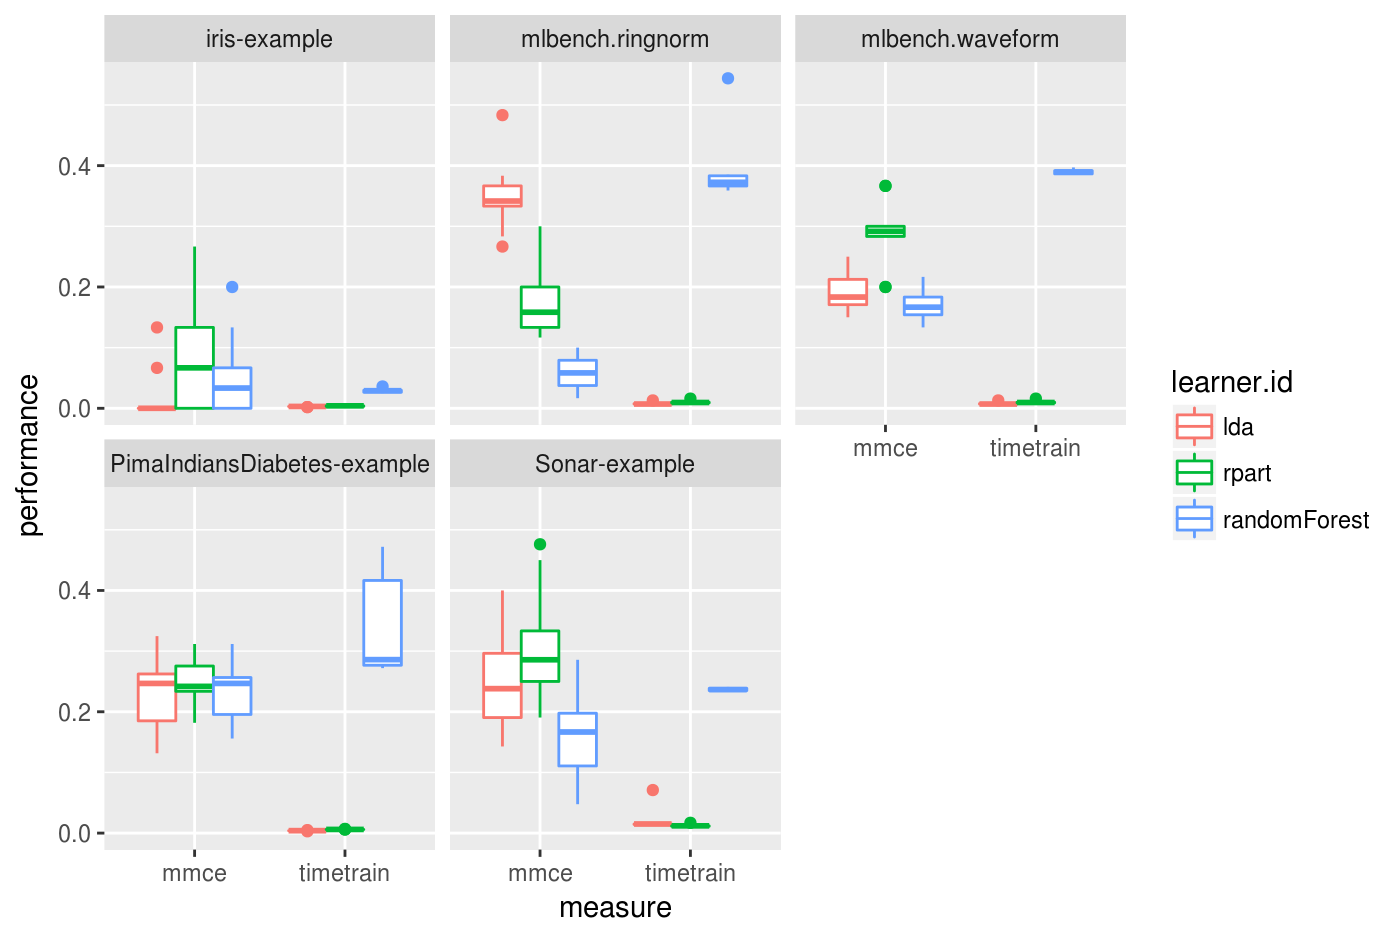 iris-example
mlbench.ringnorm
mlbench.waveform
0.4
0.2
0.0
mmce
timetrain
PimaIndiansDiabetes-example
Sonar-example
0.4
0.2
0.0
mmce
timetrain
mmce
timetrain
measure
performance
learner.id
lda
rpart
randomForest